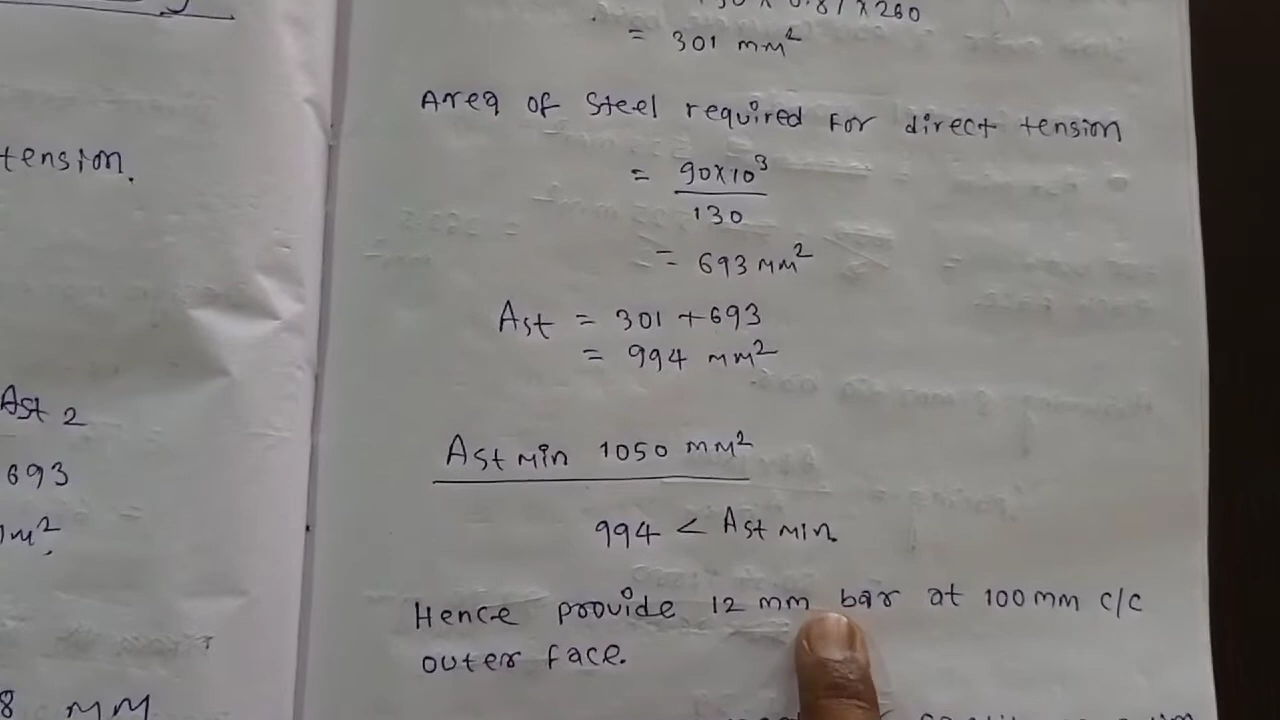 tension.
Ast 2
693
8 mm
= 301 mm²
Area of steel required for direct tension
= 90×10³
130
= 693 mm²
Ast = 301 + 693
= 994 mm²
Ast min 1050 mm²
994 < Ast min.
Hence provide 12 mm bar at 100 mm c/c
outer face.